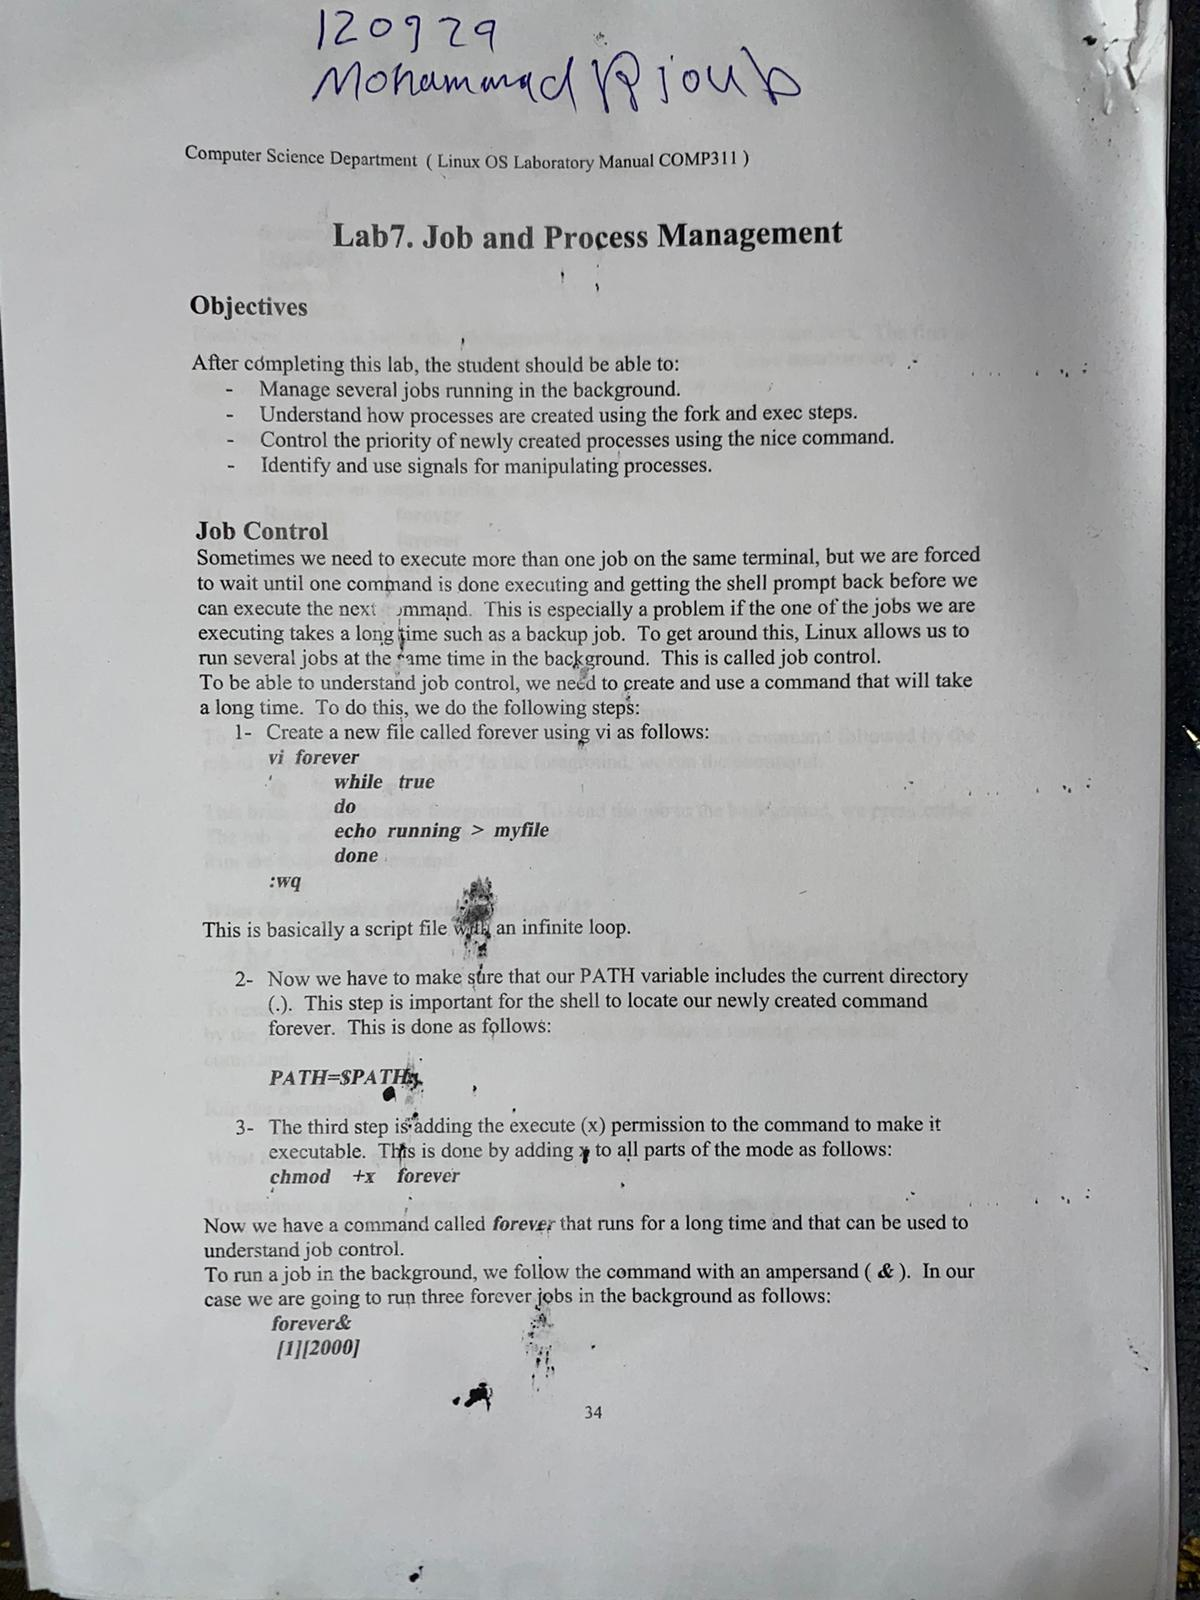 120929
Mohammad Rjoub
Computer Science Department ( Linux OS Laboratory Manual COMP311 )
Lab7. Job and Process Management
Objectives
After completing this lab, the student should be able to:
- Manage several jobs running in the background.
- Understand how processes are created using the fork and exec steps.
- Control the priority of newly created processes using the nice command.
- Identify and use signals for manipulating processes.
Job Control
Sometimes we need to execute more than one job on the same terminal, but we are forced
to wait until one command is done executing and getting the shell prompt back before we
can execute the next ommand. This is especially a problem if the one of the jobs we are
executing takes a long time such as a backup job. To get around this, Linux allows us to
run several jobs at the same time in the background. This is called job control.
To be able to understand job control, we need to create and use a command that will take
a long time. To do this, we do the following steps:
1- Create a new file called forever using vi as follows:
vi forever
while true
do
echo running > myfile
done
:wq
This is basically a script file with an infinite loop.
2- Now we have to make sure that our PATH variable includes the current directory
(.). This step is important for the shell to locate our newly created command
forever. This is done as follows:
PATH=$PATH:.
3- The third step is adding the execute (x) permission to the command to make it
executable. This is done by adding x to all parts of the mode as follows:
chmod +x forever
Now we have a command called forever that runs for a long time and that can be used to
understand job control.
To run a job in the background, we follow the command with an ampersand ( & ). In our
case we are going to run three forever jobs in the background as follows:
forever&
[1][2000]
34